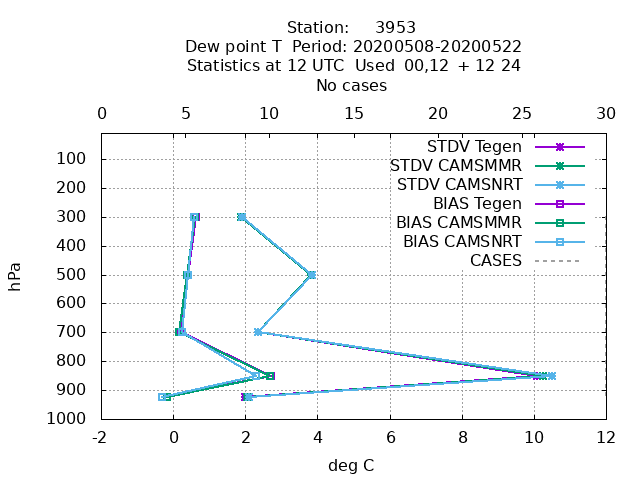 Station:     3953
Dew point T  Period: 20200508-20200522
Statistics at 12 UTC  Used  00,12  + 12 24
No cases
0 5 10 15 20 25 30
STDV Tegen
STDV CAMSMMR
STDV CAMSNRT
BIAS Tegen
BIAS CAMSMMR
BIAS CAMSNRT
CASES
hPa
100
200
300
400
500
600
700
800
900
1000
-2 0 2 4 6 8 10 12
deg C